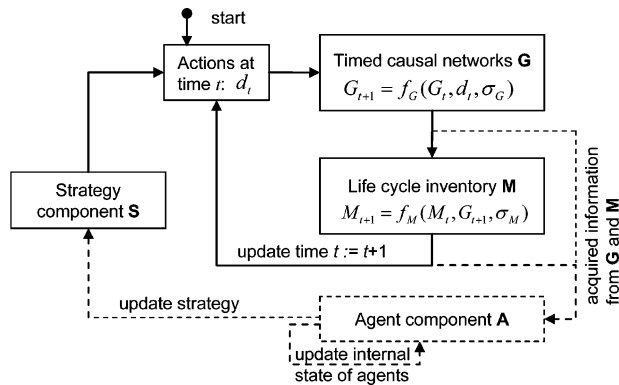 start
Actions at
time t: d_t
Timed causal networks G
G_{t+1} = f_G(G_t, d_t, σ_G)
Life cycle inventory M
M_{t+1} = f_M(M_t, G_{t+1}, σ_M)
Strategy
component S
update time t := t+1
acquired information
from G and M
update strategy
Agent component A
update internal
state of agents